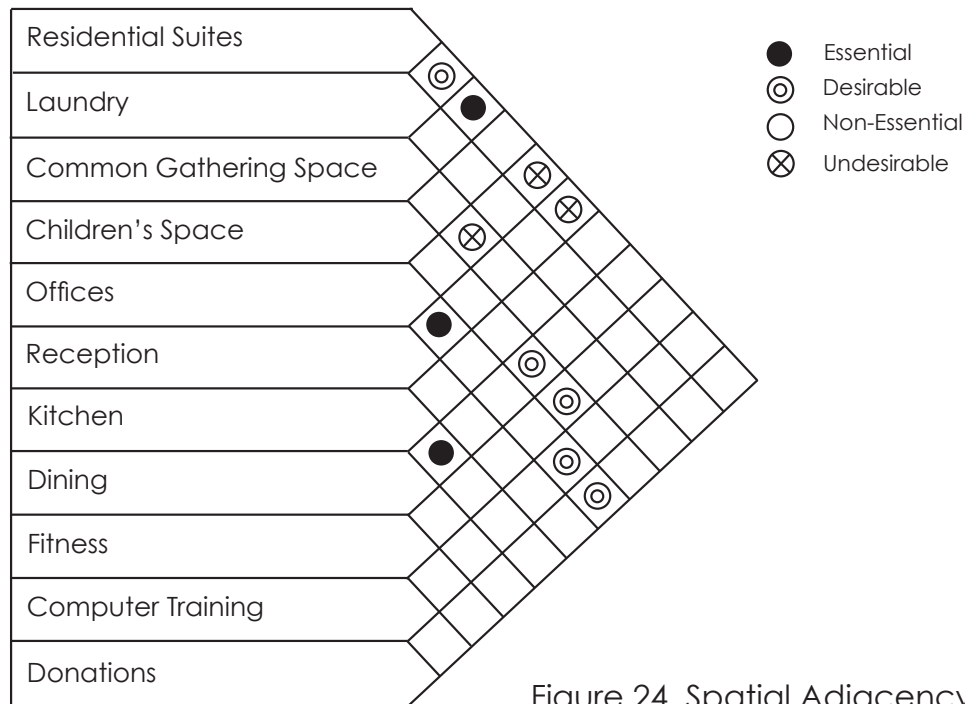 Residential Suites
Laundry
Common Gathering Space
Children’s Space
Offices
Reception
Kitchen
Dining
Fitness
Computer Training
Donations
Essential
Desirable
Non-Essential
Undesirable
Figure 24 Spatial Adjacency